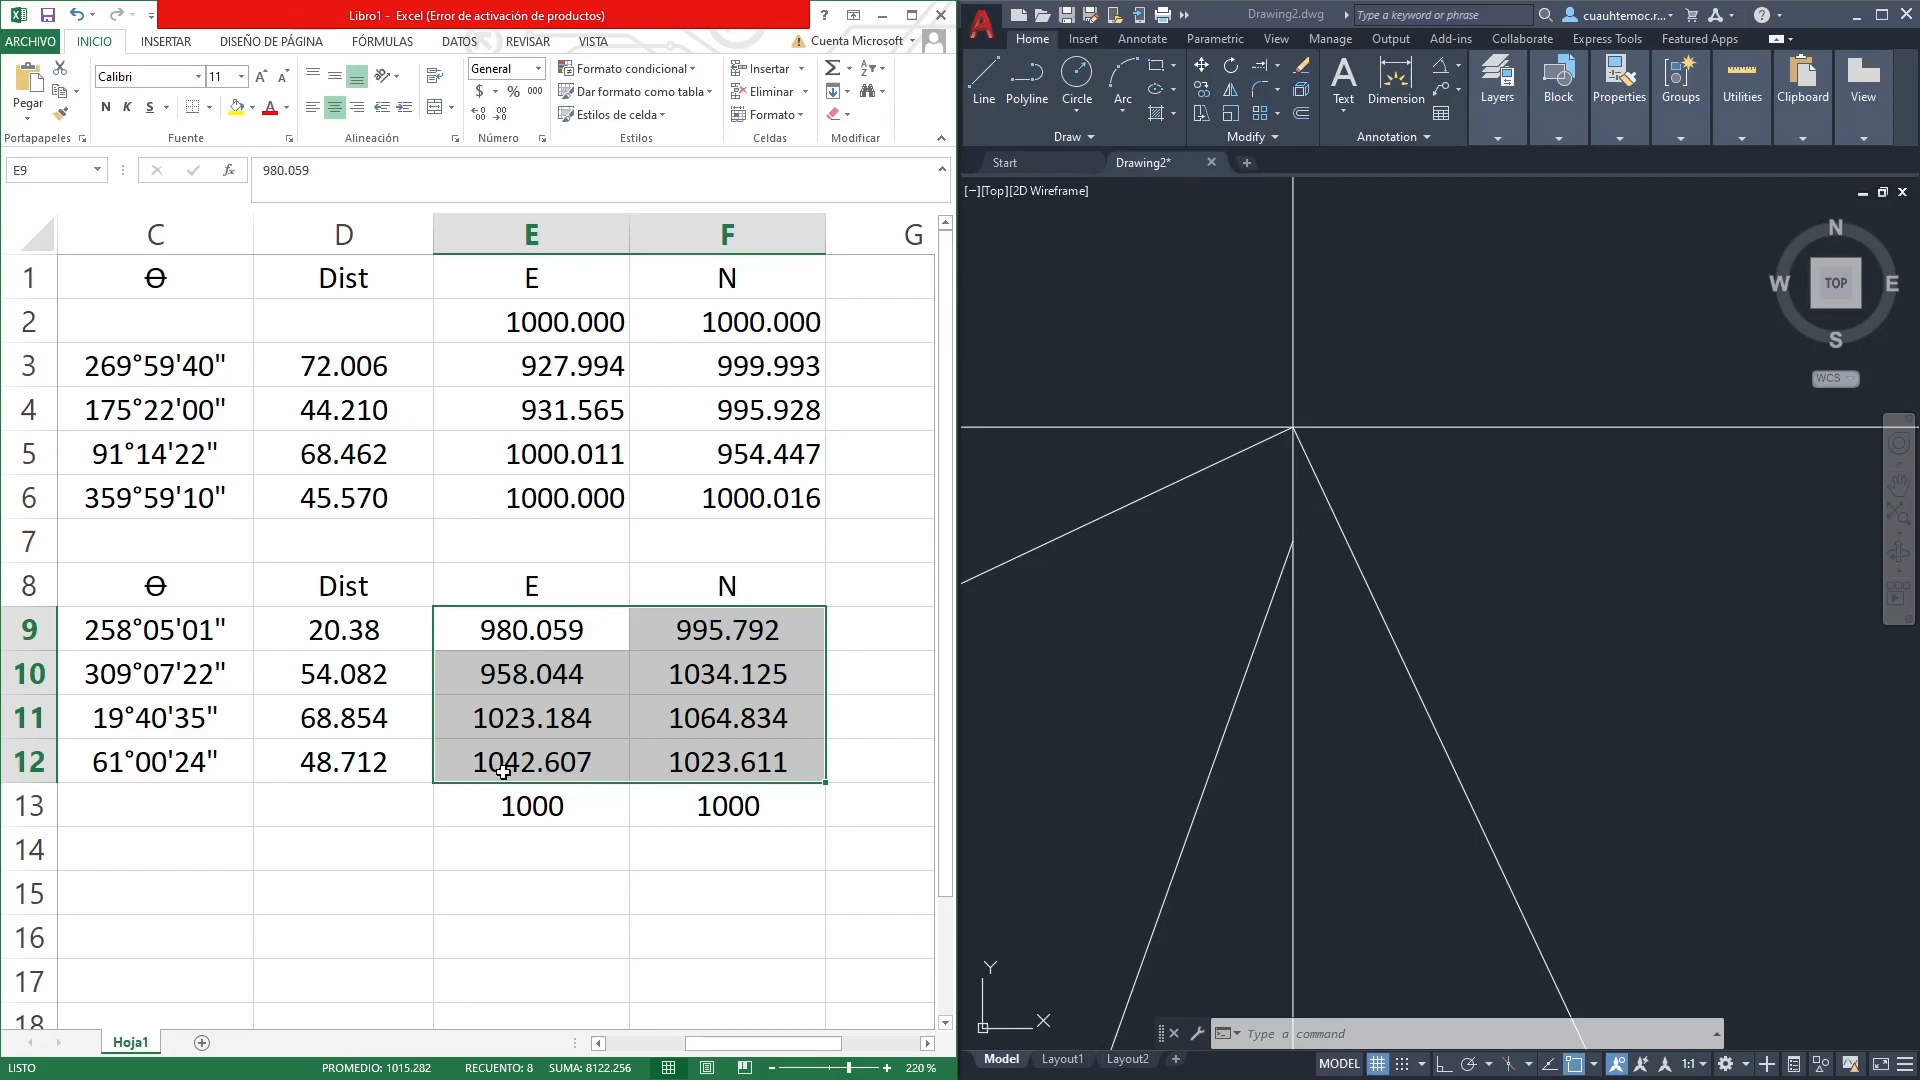 Libro1 - Excel (Error de activación de productos)
ARCHIVO INICIO INSERTAR DISEÑO DE PÁGINA FÓRMULAS DATOS REVISAR VISTA Cuenta Microsoft
Pegar
Calibri 11
N K S
General
$ % 000
Formato condicional
Dar formato como tabla
Estilos de celda
Insertar
Eliminar
Formato
Portapapeles Fuente Alineación Número Estilos Celdas Modificar
E9 fx 980.059
C D E F G
1 Θ Dist E N
2 1000.000 1000.000
3 269°59'40" 72.006 927.994 999.993
4 175°22'00" 44.210 931.565 995.928
5 91°14'22" 68.462 1000.011 954.447
6 359°59'10" 45.570 1000.000 1000.016
7
8 Θ Dist E N
9 258°05'01" 20.38 980.059 995.792
10 309°07'22" 54.082 958.044 1034.125
11 19°40'35" 68.854 1023.184 1064.834
12 61°00'24" 48.712 1042.607 1023.611
13 1000 1000
14
15
16
17
18
Hoja1
LISTO PROMEDIO: 1015.282 RECUENTO: 8 SUMA: 8122.256 220 %
A Drawing2.dwg Type a keyword or phrase cuauhtemoc.r...
Home Insert Annotate Parametric View Manage Output Add-ins Collaborate Express Tools Featured Apps
Line Polyline Circle Arc
Text Dimension
Layers Block Properties Groups Utilities Clipboard View
Draw Modify Annotation
Start Drawing2*
[−][Top][2D Wireframe]
N
W TOP E
S
WCS
Y
X
Type a command
Model Layout1 Layout2
MODEL 1:1